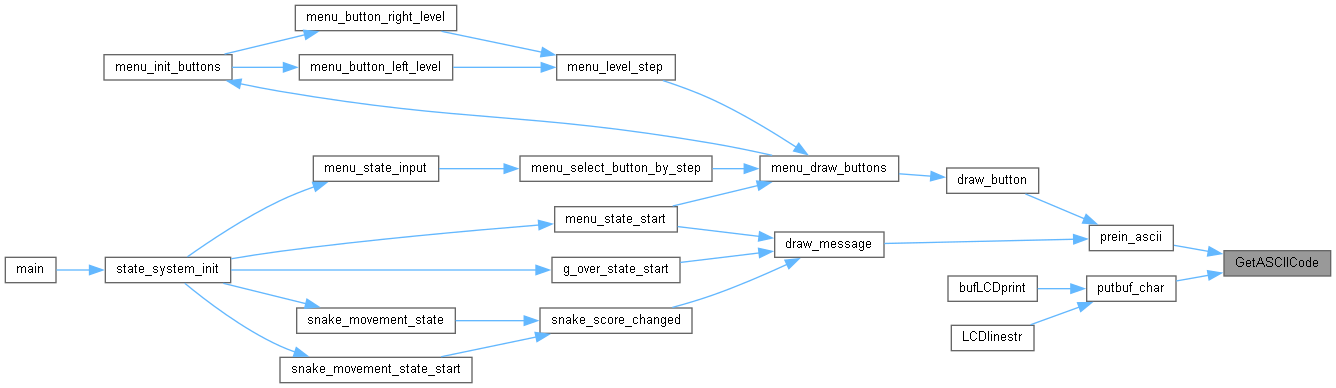 menu_button_right_level
menu_init_buttons
menu_button_left_level
menu_level_step
menu_state_input
menu_select_button_by_step
menu_draw_buttons
draw_button
menu_state_start
draw_message
prein_ascii
main
state_system_init
g_over_state_start
GetASCIICode
bufLCDprint
putbuf_char
snake_movement_state
snake_score_changed
LCDlinestr
snake_movement_state_start